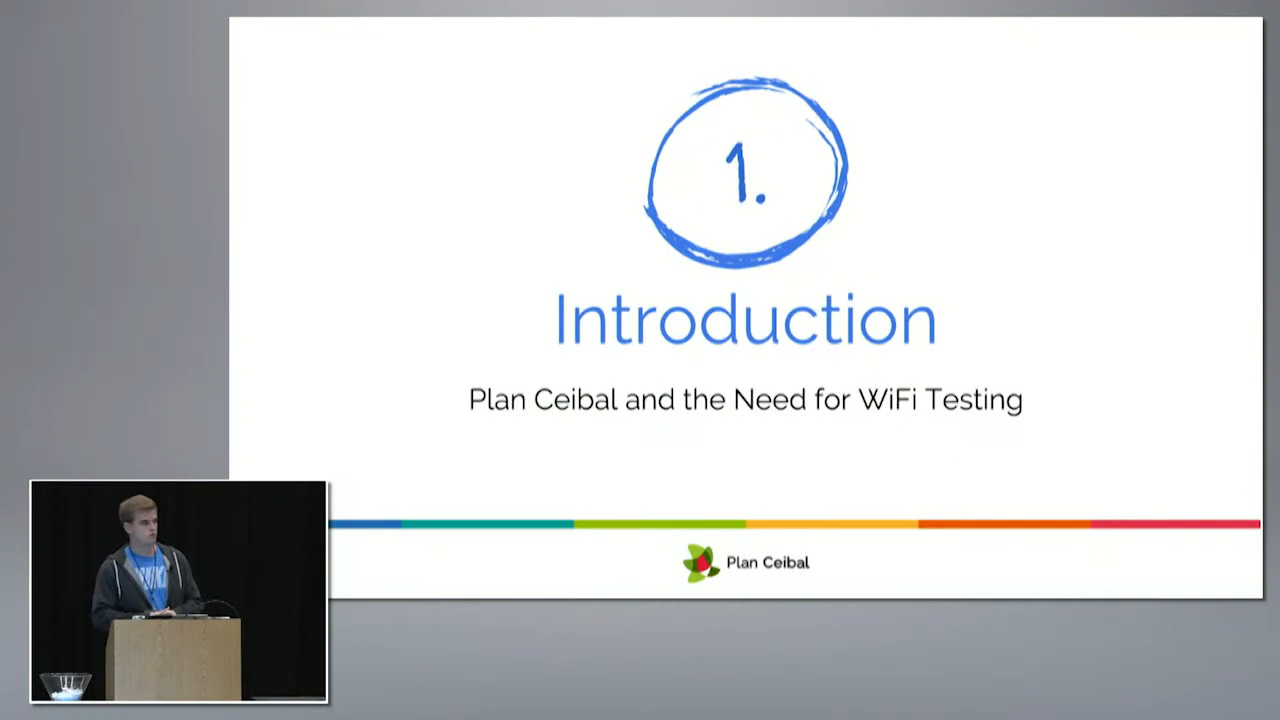 1.
Introduction
Plan Ceibal and the Need for WiFi Testing
Plan Ceibal